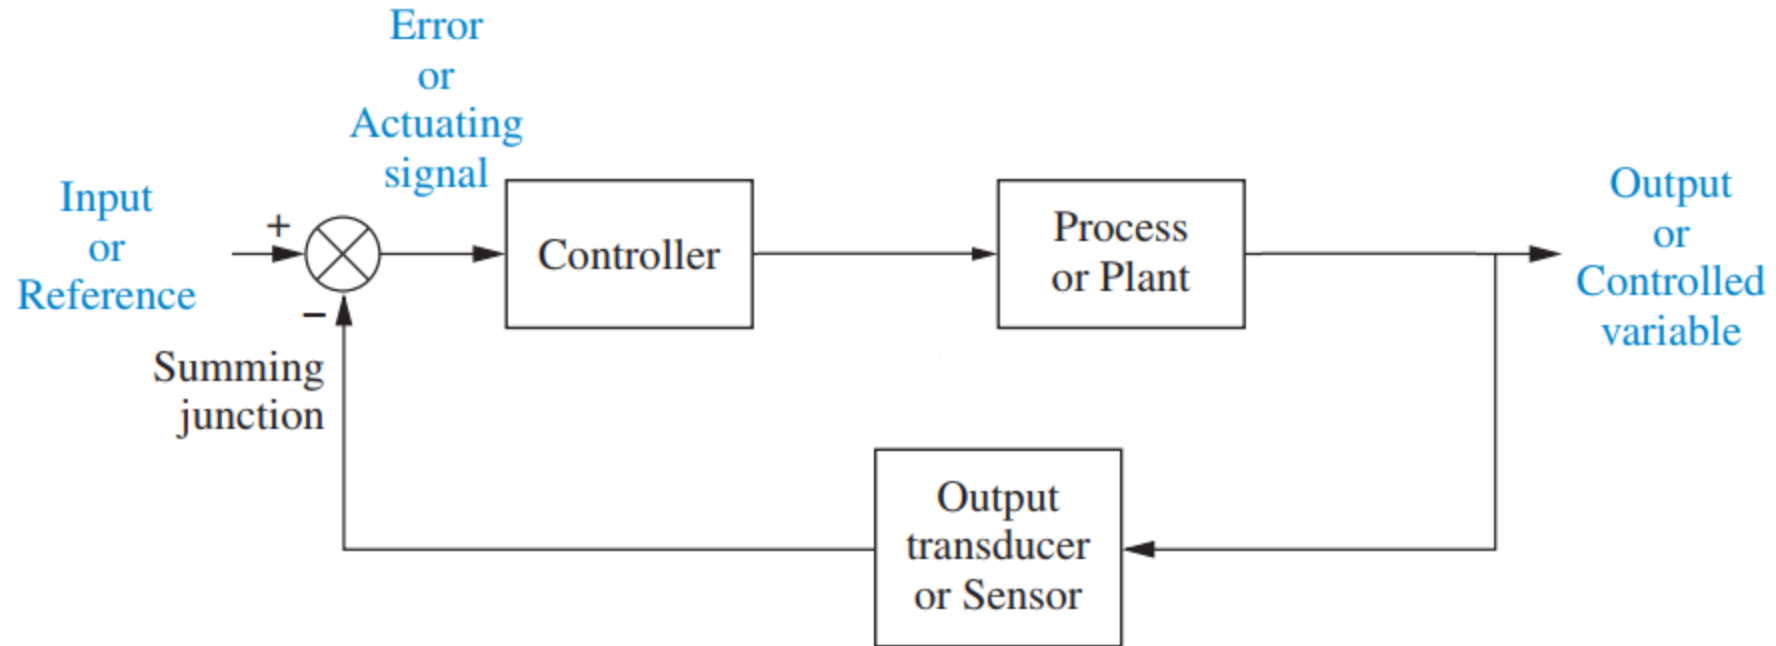 Error
or
Actuating
signal
Input
or
Reference
+
−
Summing
junction
Controller
Process
or Plant
Output
or
Controlled
variable
Output
transducer
or Sensor